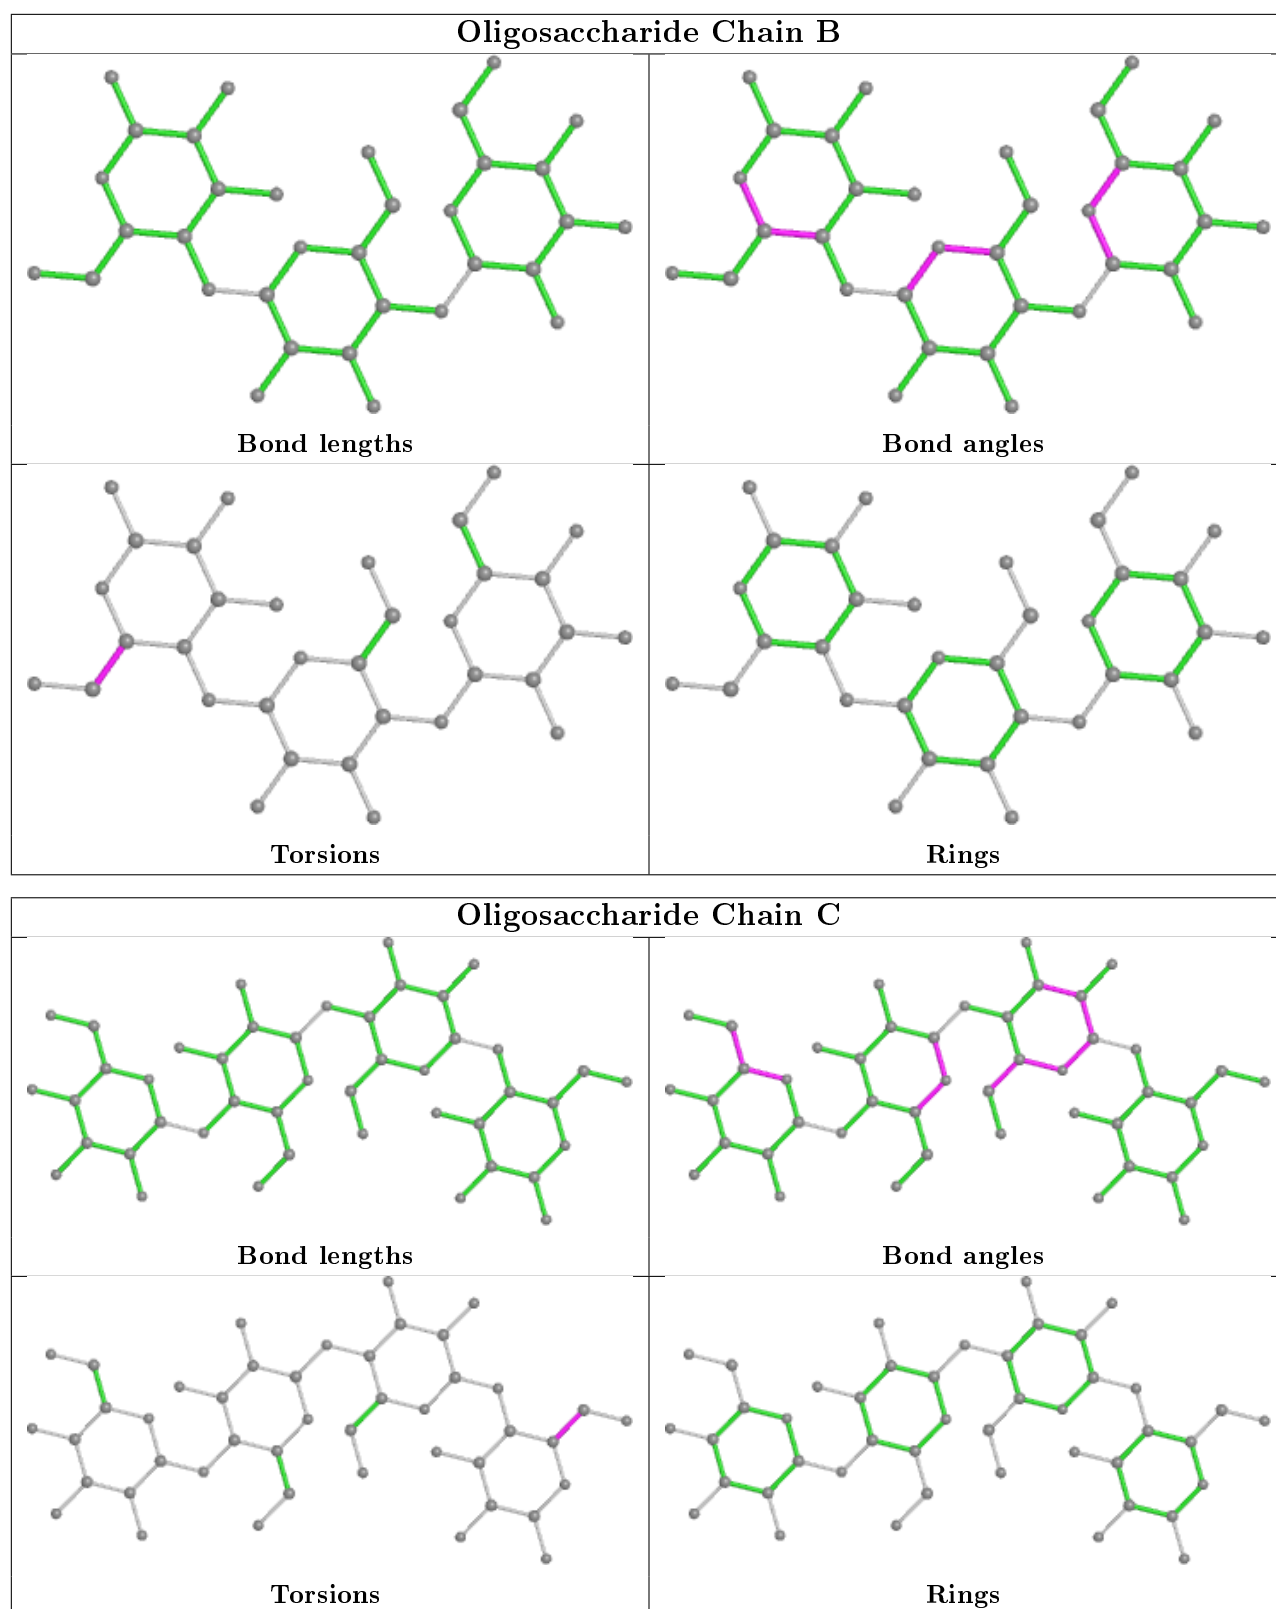 Oligosaccharide Chain B
Bond lengths
Bond angles
Torsions
Rings
Oligosaccharide Chain C
Bond lengths
Bond angles
Torsions
Rings